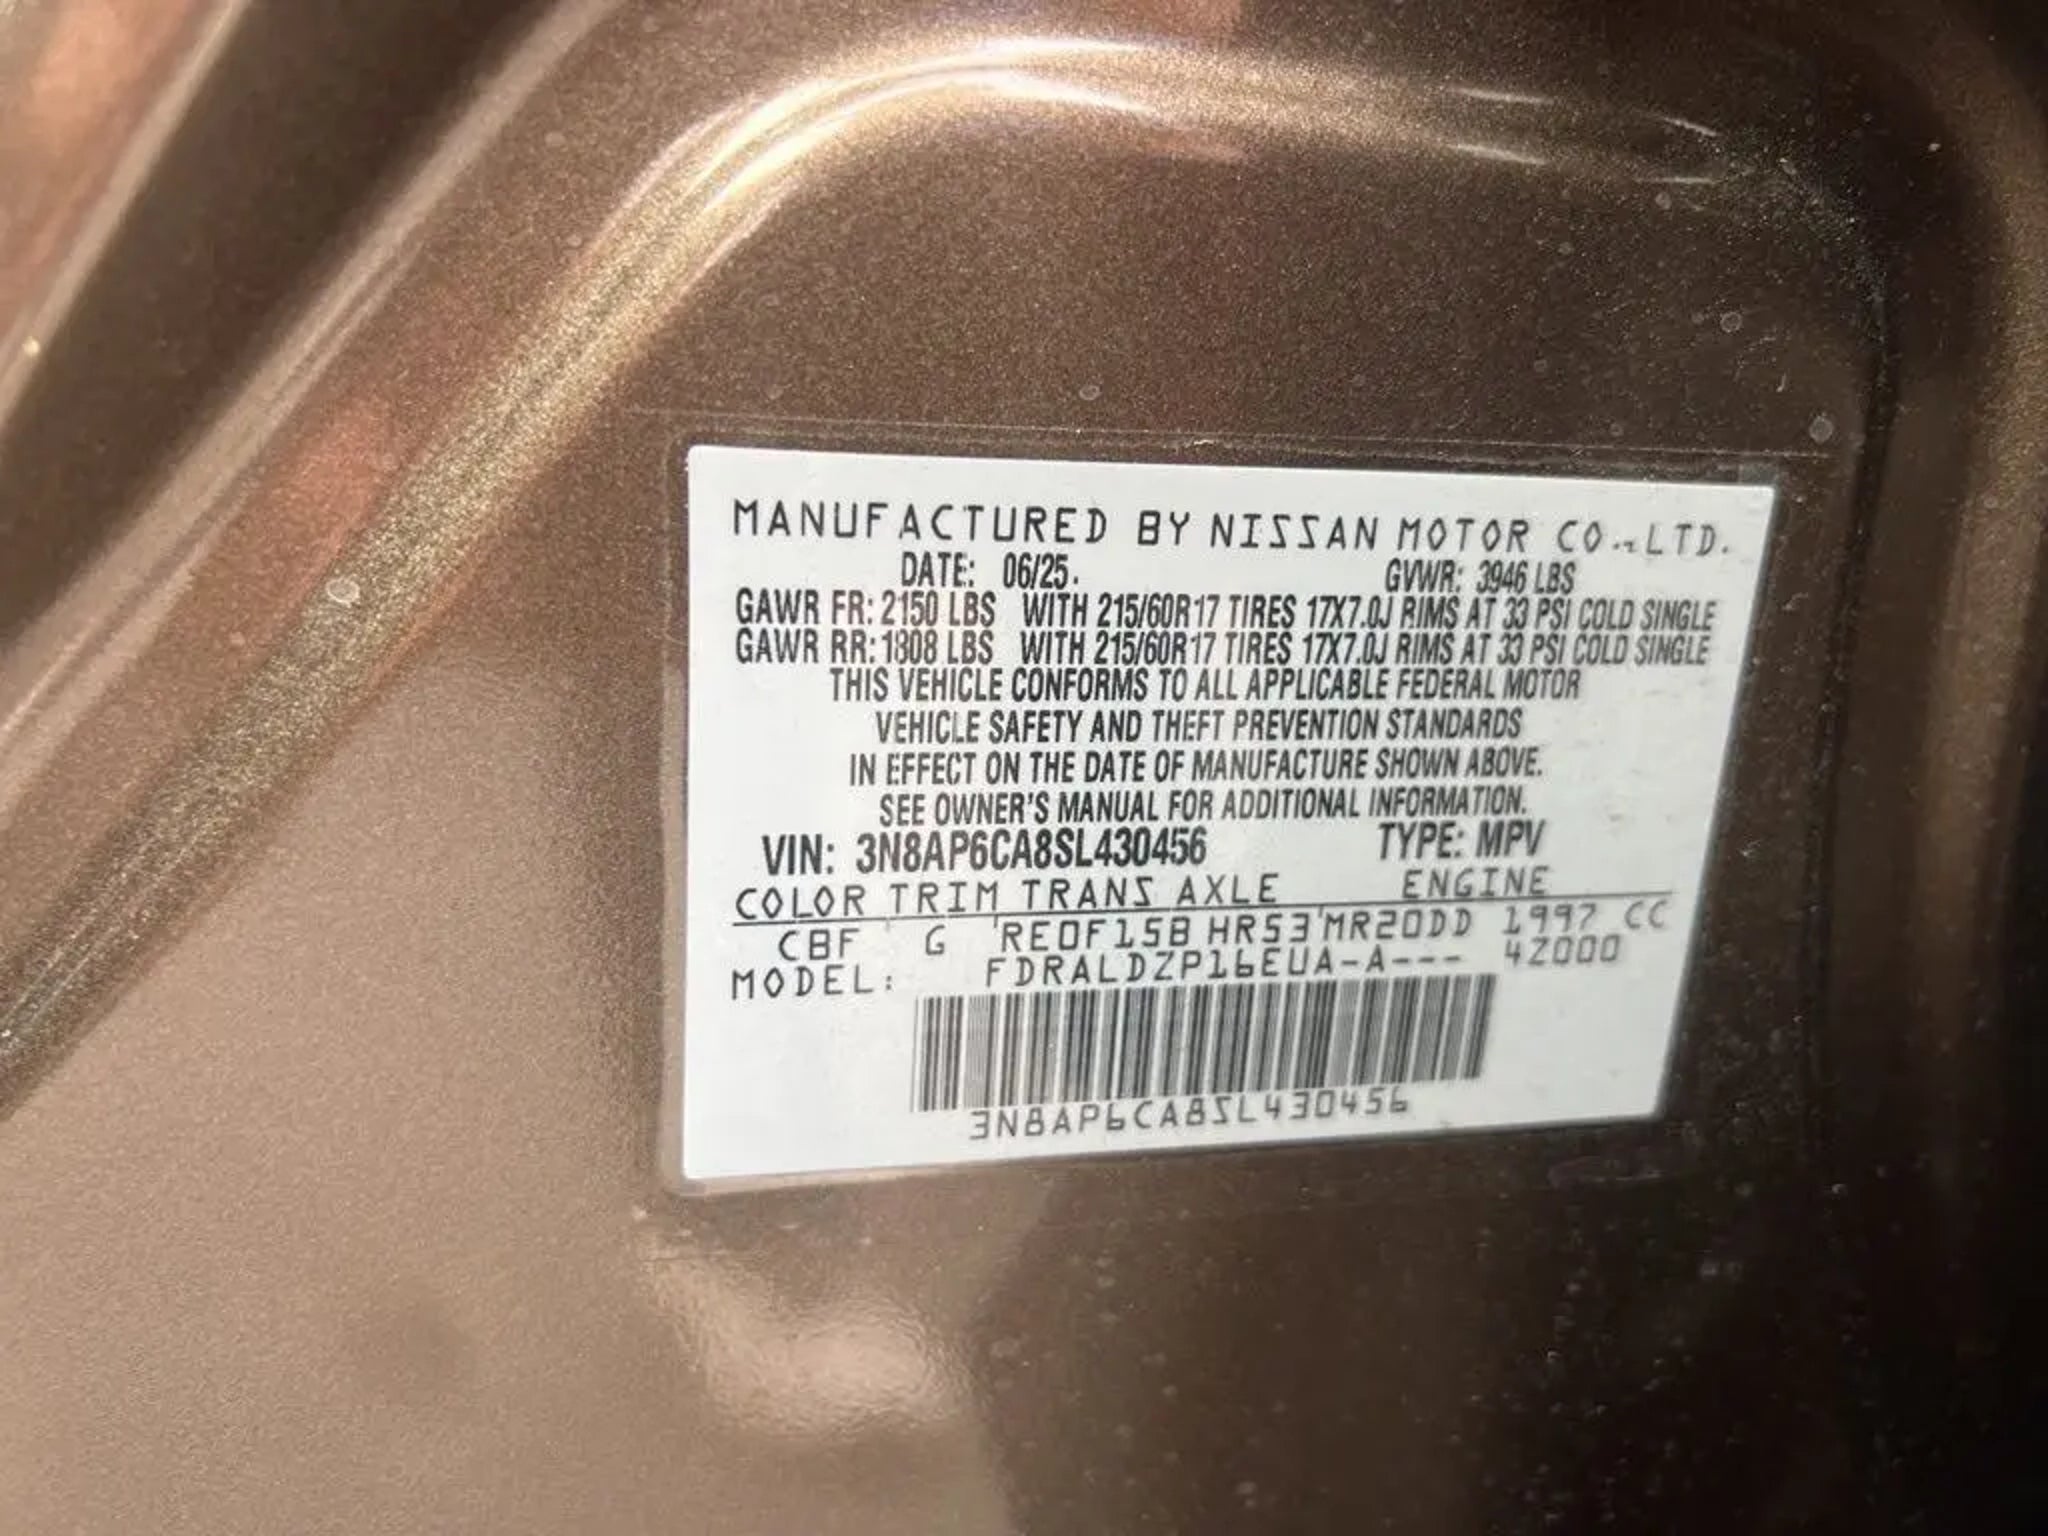 MANUFACTURED BY NISSAN MOTOR CO., LTD.
DATE: 06/25. GVWR: 3946 LBS
GAWR FR: 2150 LBS WITH 215/60R17 TIRES 17X7.0J RIMS AT 33 PSI COLD SINGLE
GAWR RR: 1808 LBS WITH 215/60R17 TIRES 17X7.0J RIMS AT 33 PSI COLD SINGLE
THIS VEHICLE CONFORMS TO ALL APPLICABLE FEDERAL MOTOR
VEHICLE SAFETY AND THEFT PREVENTION STANDARDS
IN EFFECT ON THE DATE OF MANUFACTURE SHOWN ABOVE.
SEE OWNER'S MANUAL FOR ADDITIONAL INFORMATION.
VIN: 3N8AP6CA8SL430456 TYPE: MPV
COLOR TRIM TRANS AXLE ENGINE
CBF G RE0F15B HR53 MR20DD 1997 CC
MODEL: FDRALDZP16EUA-A--- 4Z000
3N8AP6CA8SL430456